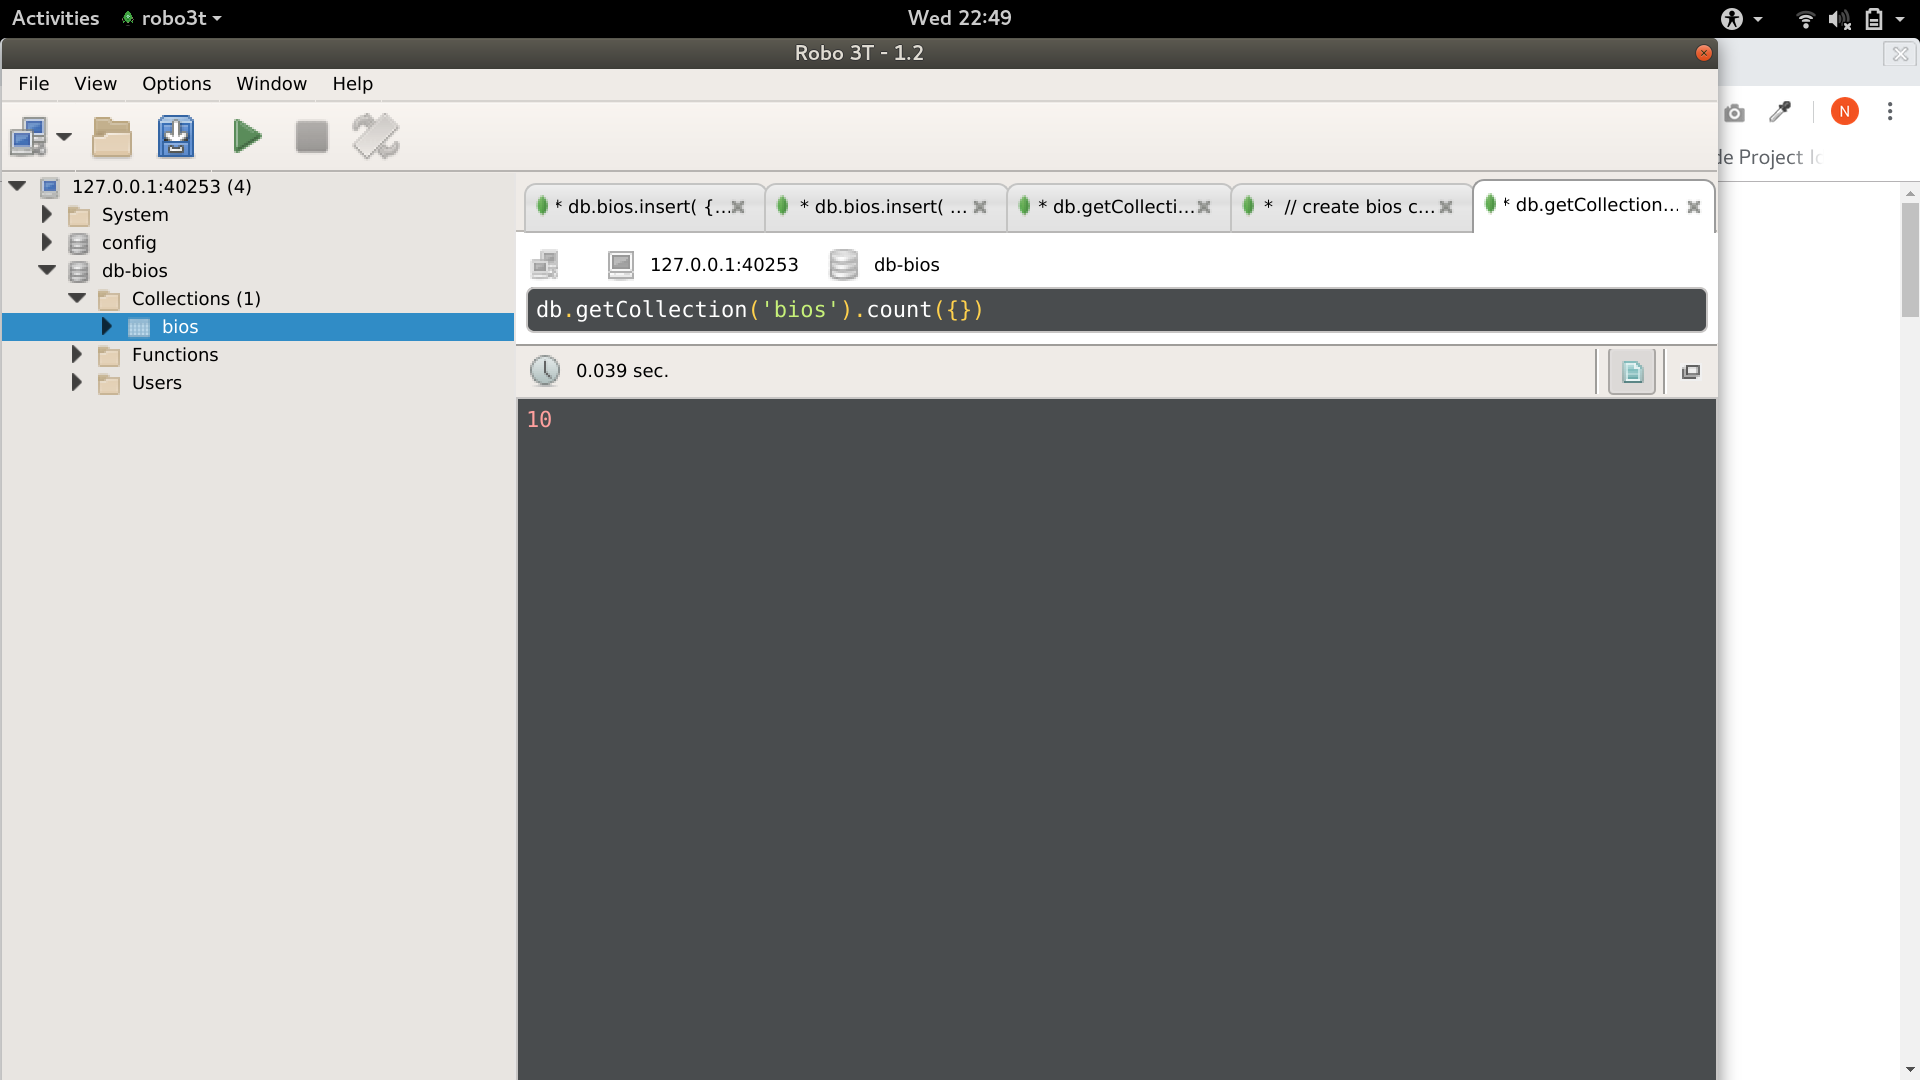 Activities robo3t Wed 22:49
Robo 3T - 1.2
File View Options Window Help
N
de Project
127.0.0.1:40253 (4)
System
config
db-bios
Collections (1)
bios
Functions
Users
* db.bios.insert( {... * db.bios.insert( ... * db.getCollecti... * // create bios c... * db.getCollection...
127.0.0.1:40253 db-bios
db.getCollection('bios').count({})
0.039 sec.
10